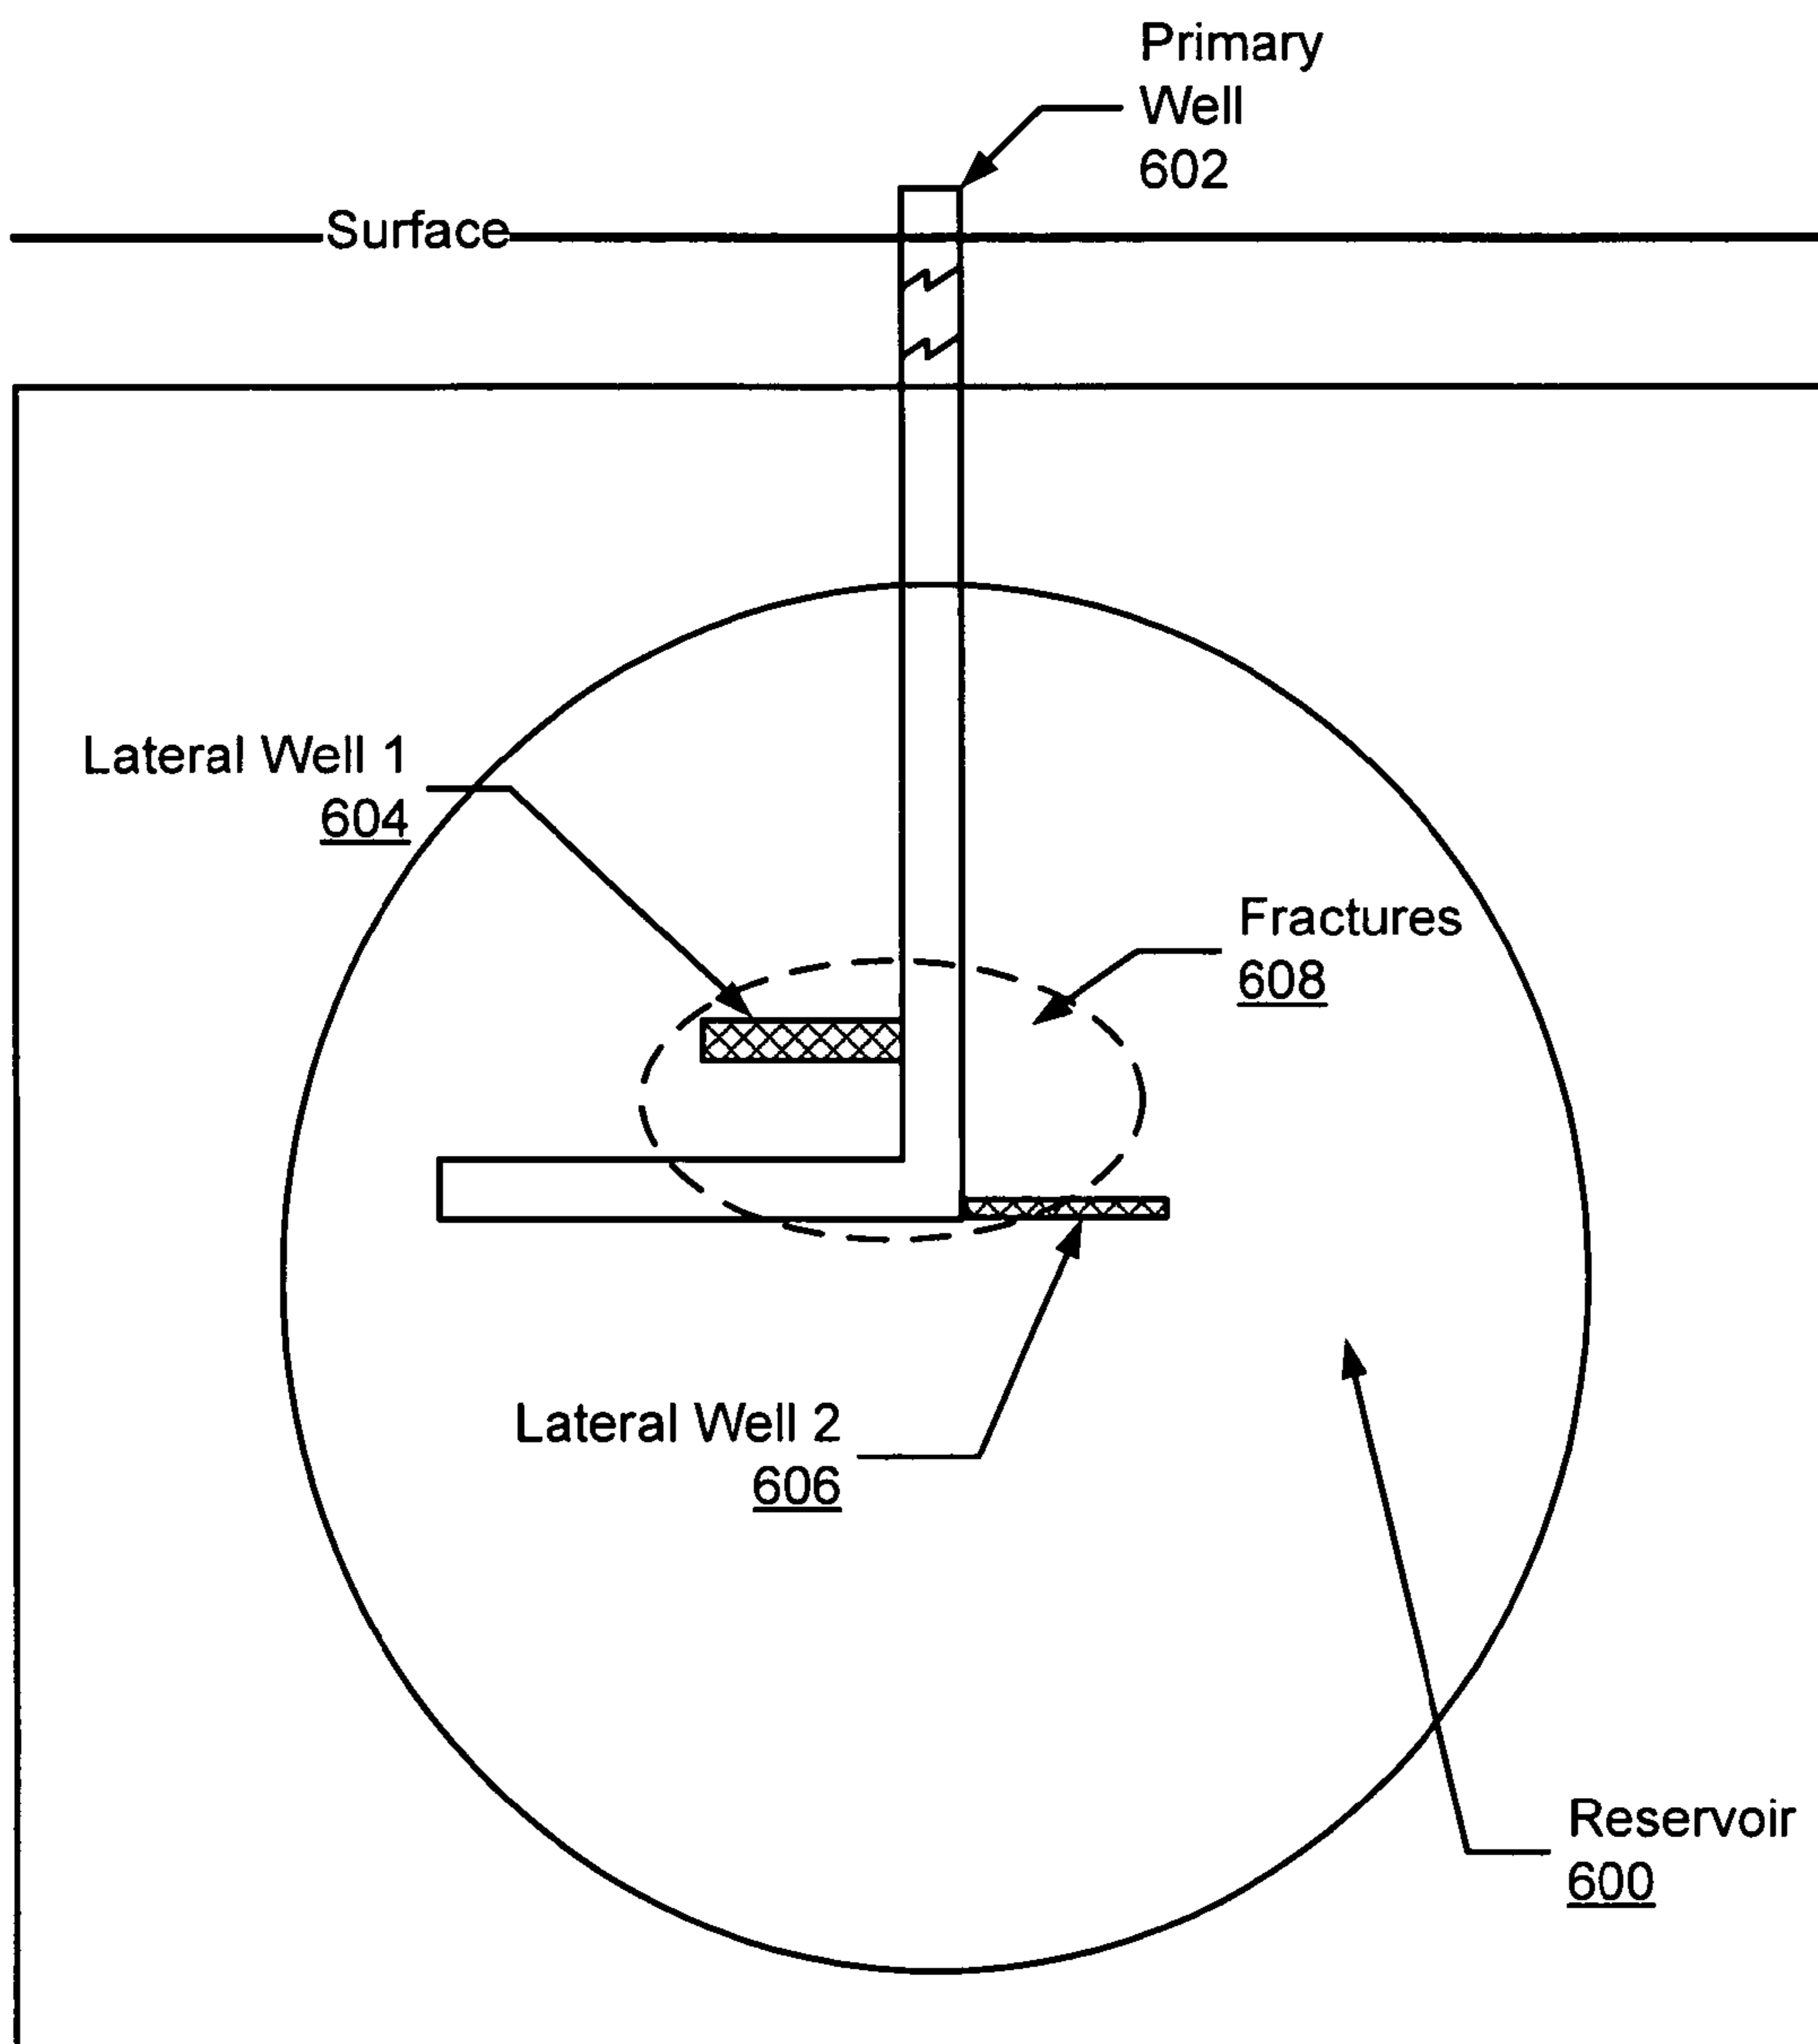 Primary
Well
602
Surface
Lateral Well 1
604
Fractures
608
Lateral Well 2
606
Reservoir
600